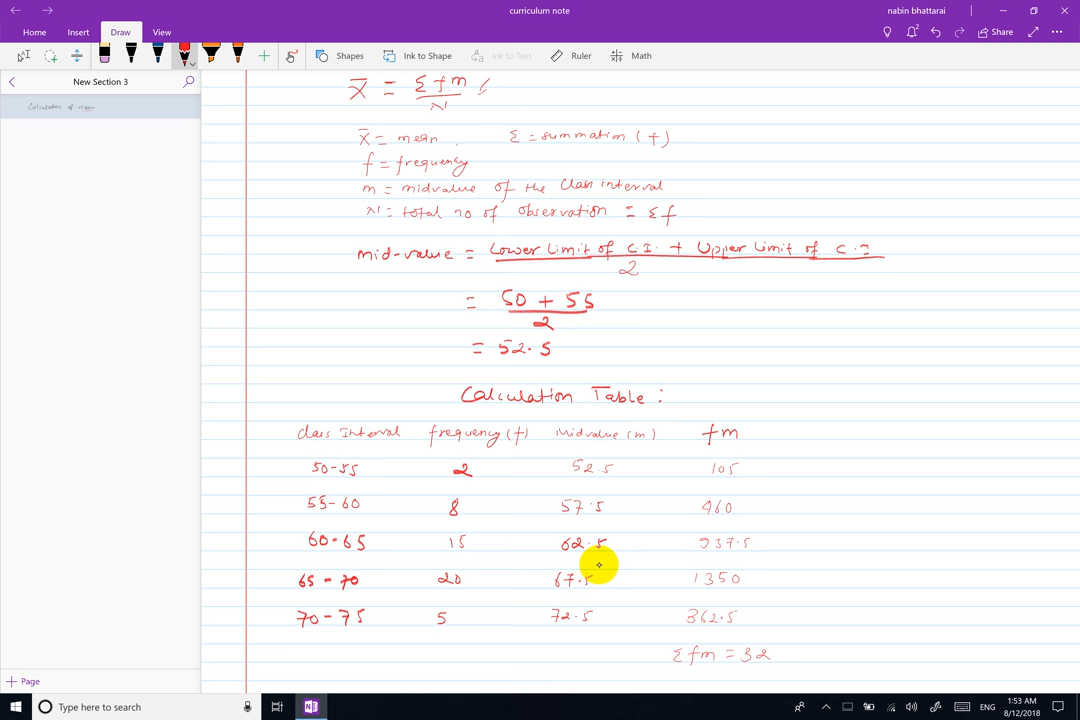 curriculum note
nabin bhattarai
Home Insert Draw View
Share
Shapes Ink to Shape Ink to Text Ruler Math
New Section 3
Calculation of mean
x̄ = Σ f m / N
x̄ = mean . Σ = summation (+)
f = frequency
m = midvalue of the Class interval
N = total no of observation = Σ f
mid-value = Lower Limit of C.I. + Upper Limit of C.I / 2
= 50 + 55 / 2
= 52.5
Calculation Table :
Class Interval frequency (f) Midvalue (m) fm
50-55 2 52.5 105
55-60 8 57.5 460
60-65 15 62.5 937.5
65-70 20 67.5 1350
70-75 5 72.5 362.5
Σ fm = 32
+ Page
Type here to search
ENG
1:53 AM
8/12/2018